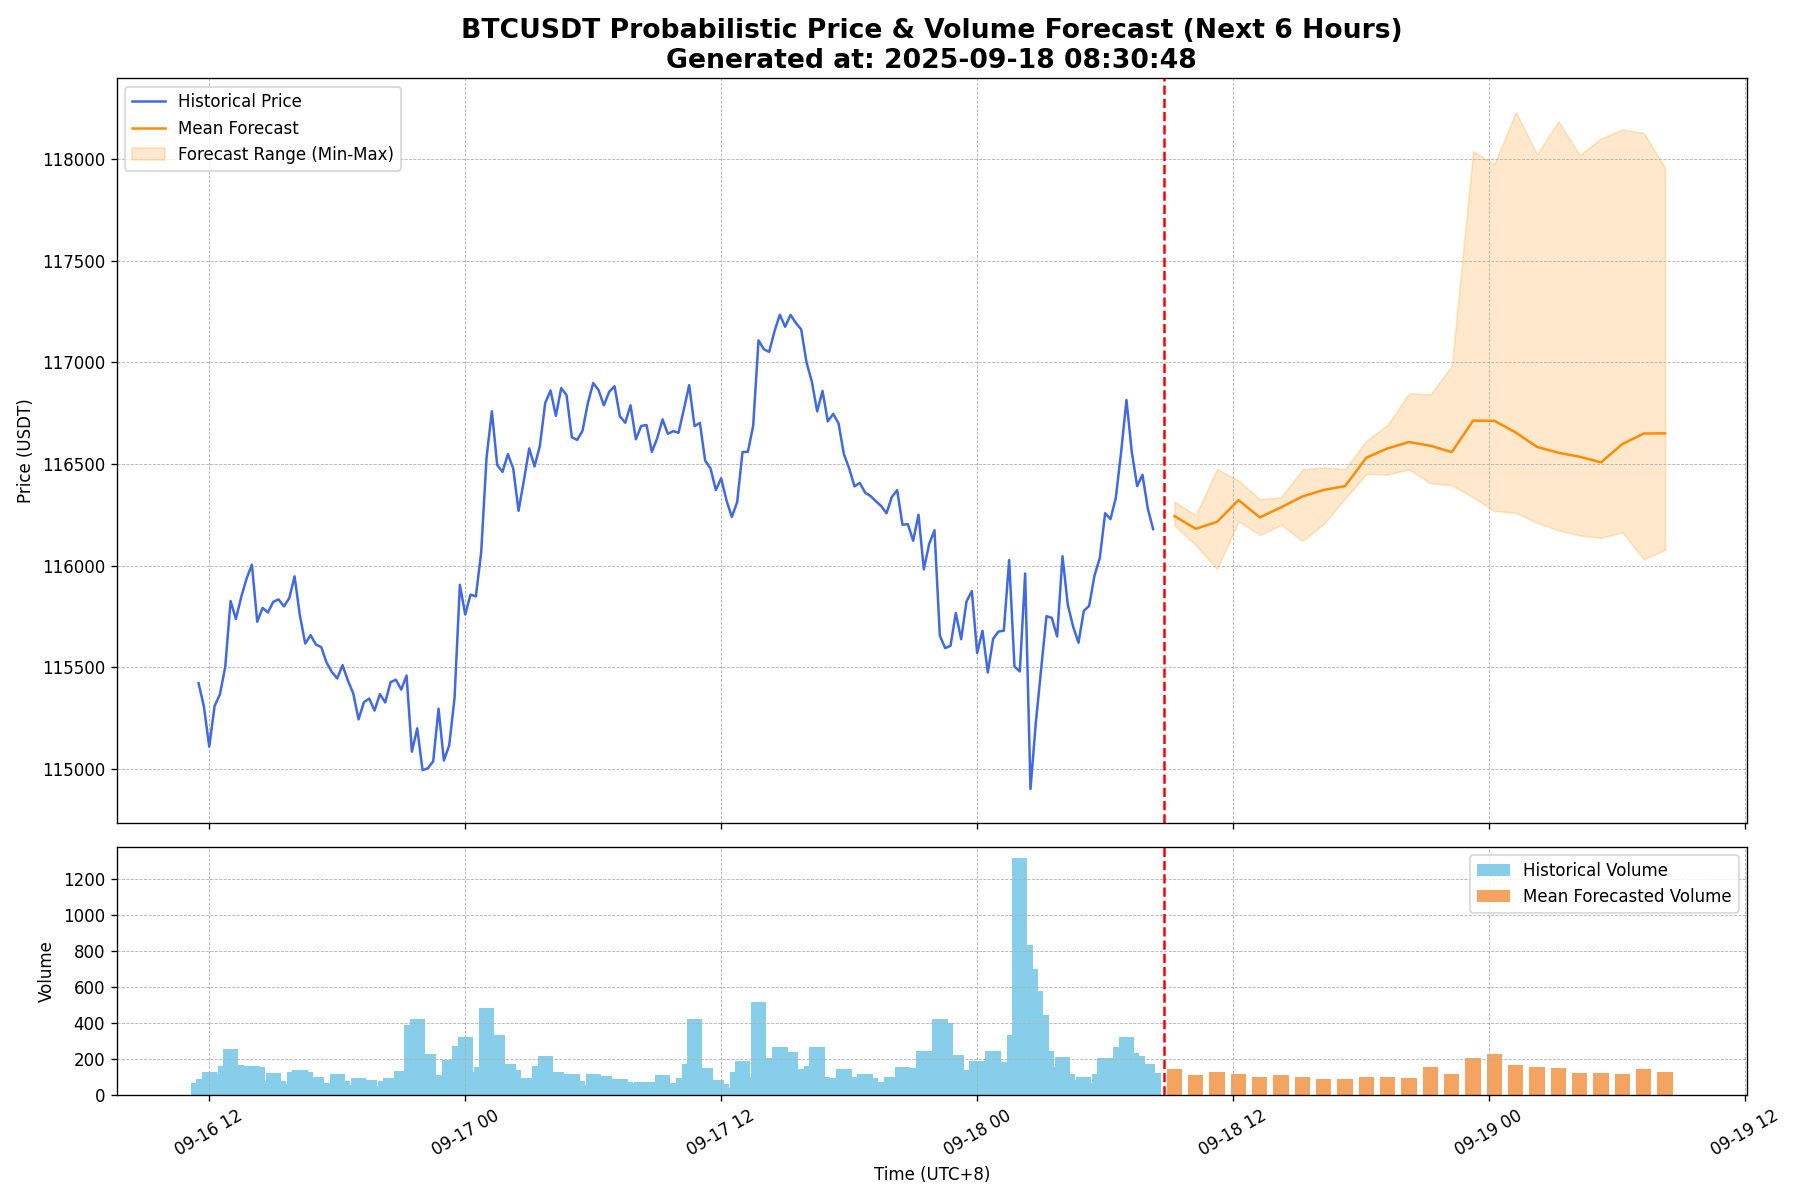 BTCUSDT Probabilistic Price & Volume Forecast (Next 6 Hours)
Generated at: 2025-09-18 08:30:48
Historical Price
Mean Forecast
Forecast Range (Min-Max)
118000
117500
117000
116500
116000
115500
115000
Price (USDT)
Historical Volume
Mean Forecasted Volume
1200
1000
800
600
400
200
0
Volume
09-16 12
09-17 00
09-17 12
09-18 00
09-18 12
09-19 00
09-19 12
Time (UTC+8)